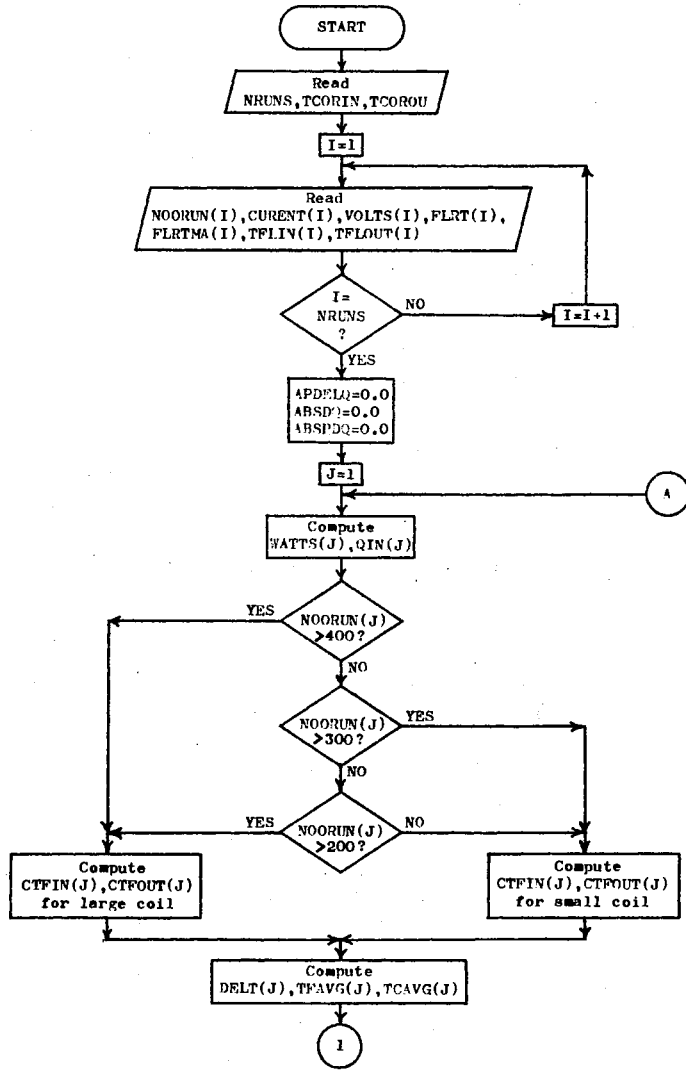 START
Read
NRUNS,TCORIN,TCOROU
I=1
Read
NOORUN(I),CURENT(I),VOLTS(I),FLRT(I),
FLRTMA(I),TFLIN(I),TFLOUT(I)
I=
NRUNS
?
NO
I=I+1
YES
APDELQ=0.0
ABSDQ=0.0
ABSPDQ=0.0
J=1
A
Compute
WATTS(J),QIN(J)
YES
NOORUN(J)
>400?
NO
NOORUN(J)
>300?
YES
NO
YES
NOORUN(J)
>200?
NO
Compute
CTFIN(J),CTFOUT(J)
for large coil
Compute
CTFIN(J),CTFOUT(J)
for small coil
Compute
DELT(J),TFAVG(J),TCAVG(J)
1